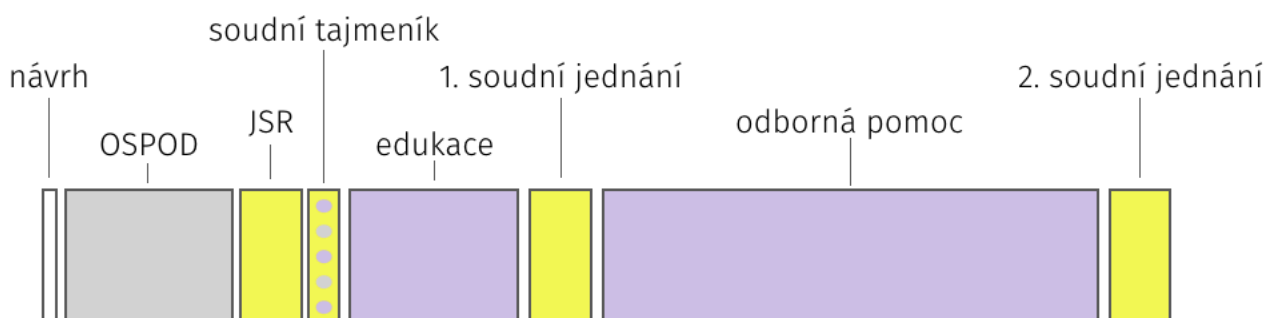 návrh
OSPOD
JSR
soudní tajmeník
edukace
1. soudní jednání
odborná pomoc
2. soudní jednání